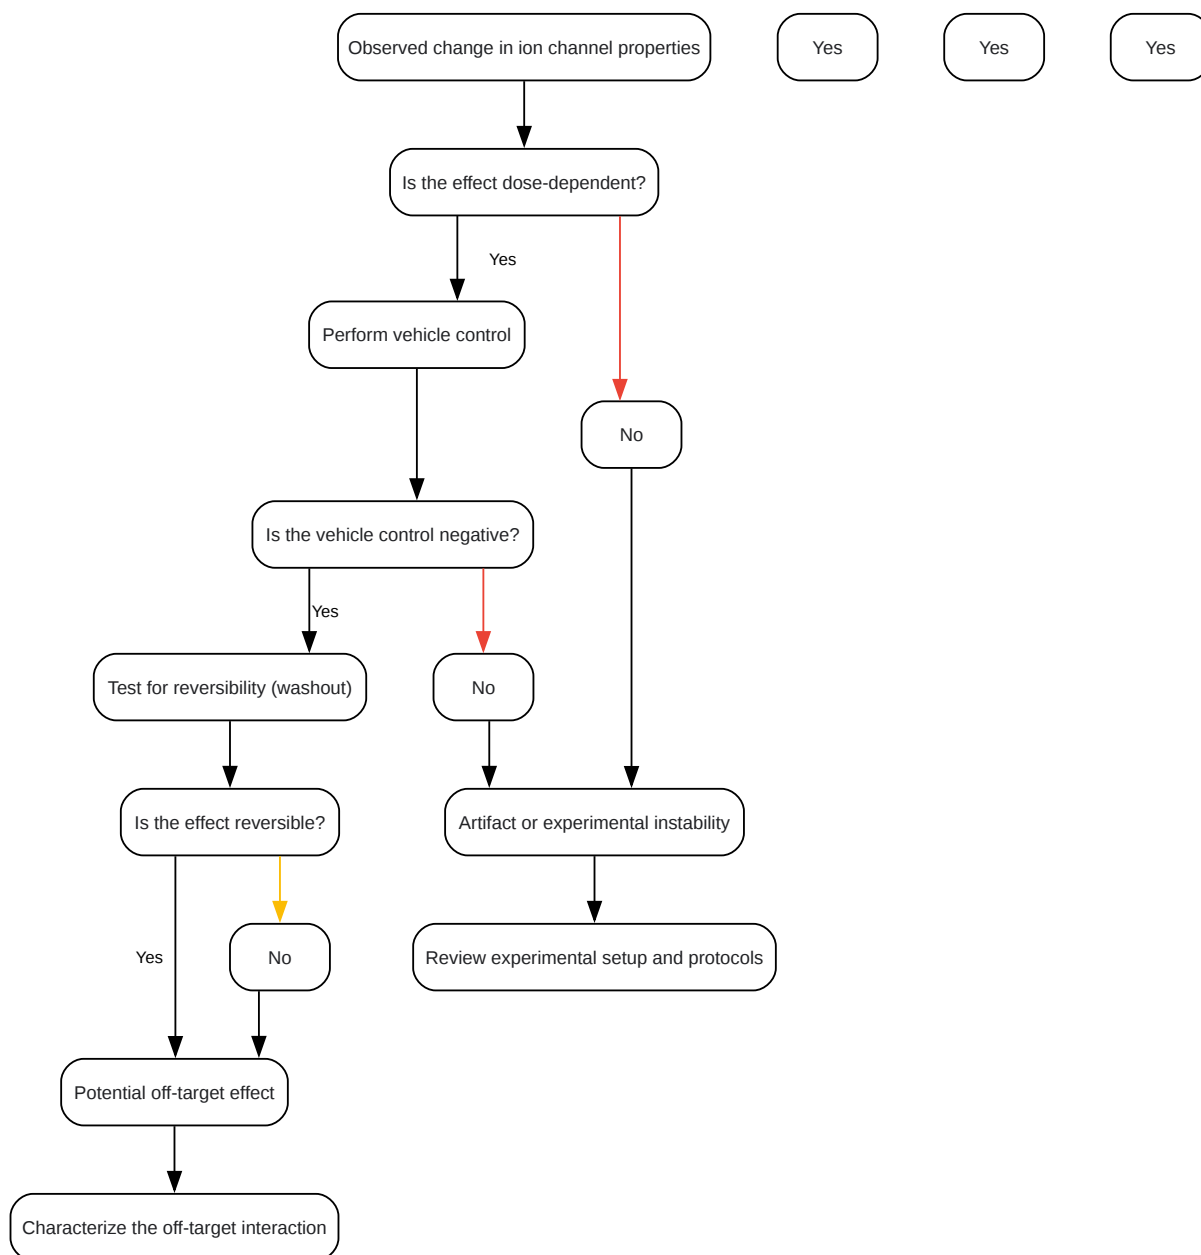 Observed change in ion channel properties
Yes
Yes
Yes
Is the effect dose-dependent?
Yes
Perform vehicle control
No
Is the vehicle control negative?
Yes
Test for reversibility (washout)
No
Is the effect reversible?
Artifact or experimental instability
Yes
No
Review experimental setup and protocols
Potential off-target effect
Characterize the off-target interaction